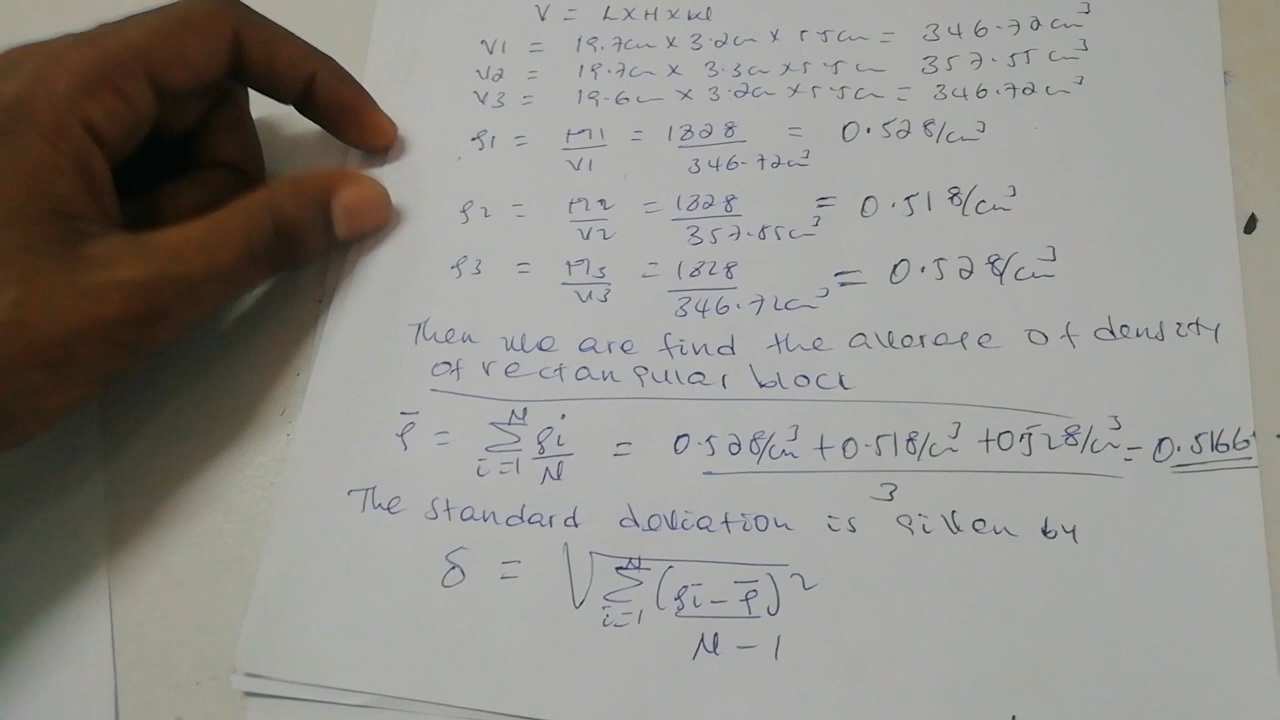 V = L×H×W
V1 = 19.7cm × 3.2cm × 5.5cm = 346.72cm³
V2 = 19.7cm × 3.3cm × 5.5cm 357.55cm³
V3 = 19.6cm × 3.2cm × 5.5cm = 346.72cm³
ρ1 = M1/V1 = 182g/346.72cm³ = 0.52g/cm³
ρ2 = M2/V2 = 182g/357.55cm³ = 0.51g/cm³
ρ3 = M3/V3 = 182g/346.72cm³ = 0.52g/cm³
Then we are find the average of density
of rectangular block
ρ̄ = Σᴺᵢ₌₁ ρi/N = (0.52g/cm³ + 0.51g/cm³ + 0.52g/cm³)/3 = 0.5166
The standard deviation is given by
δ = √(Σᴺᵢ₌₁ (ρi − ρ̄)²/(N − 1))